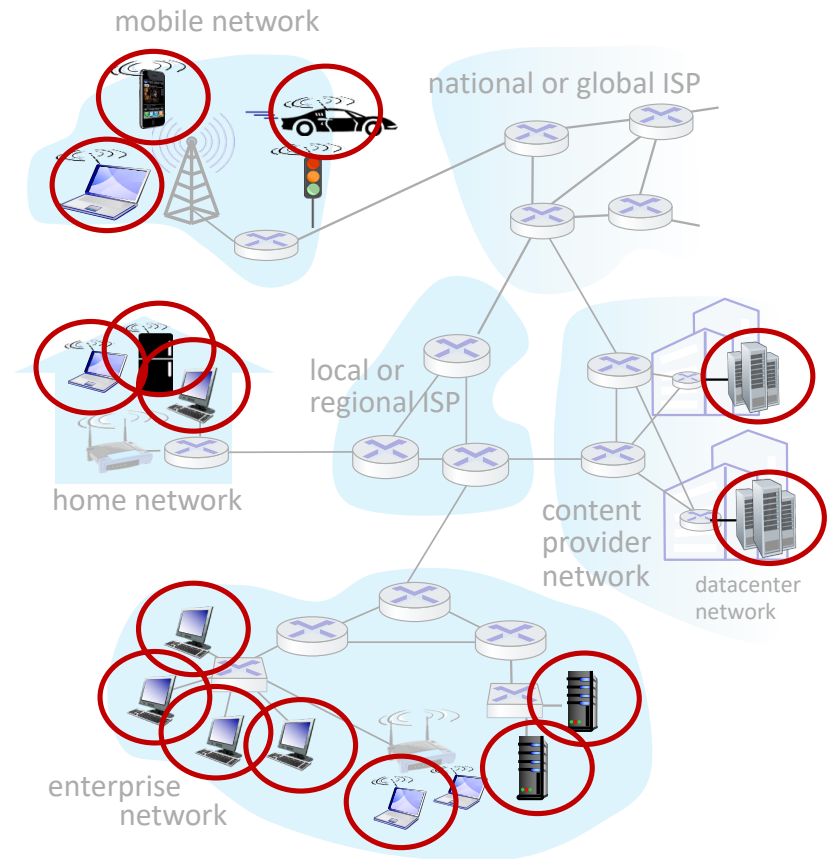 mobile network
national or global ISP
local or
regional ISP
home network
content
provider
network
datacenter
network
enterprise
network